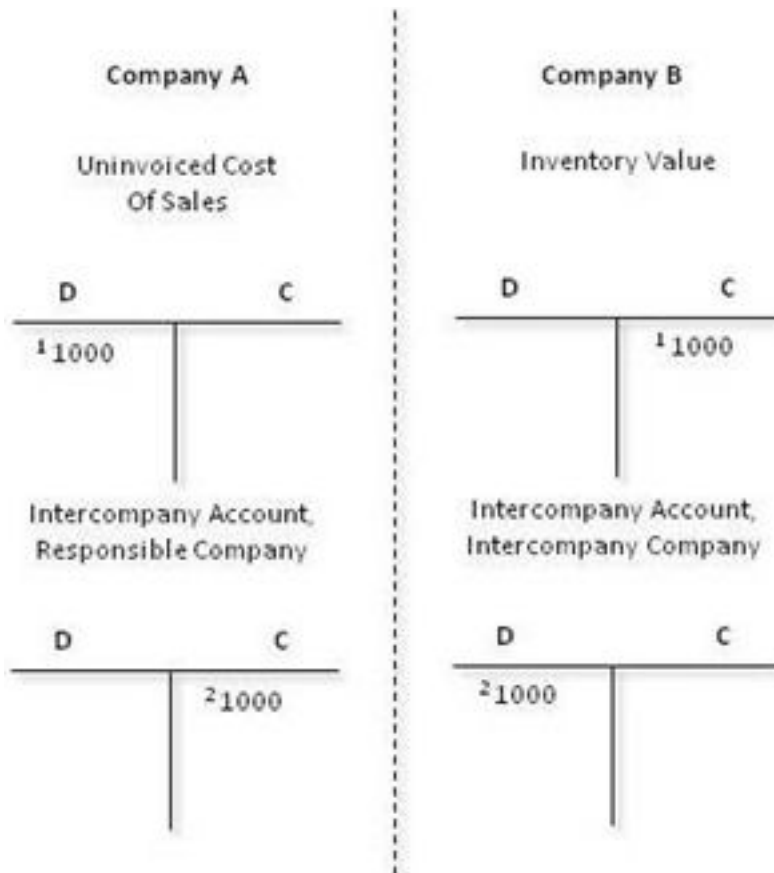 Company A
Uninvoiced Cost
Of Sales
D C
¹1000
Intercompany Account,
Responsible Company
D C
²1000
Company B
Inventory Value
D C
¹1000
Intercompany Account,
Intercompany Company
D C
²1000